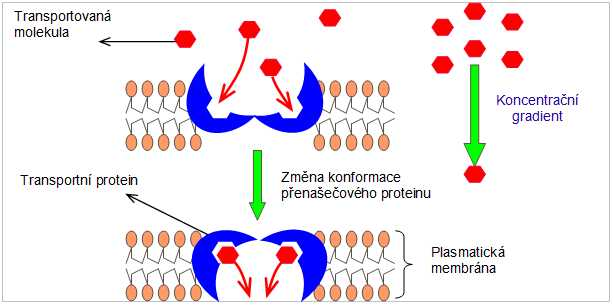 Transportovaná
molekula
Koncentrační
gradient
Změna konformace
přenašečového proteinu
Transportní protein
Plasmatická
membrána